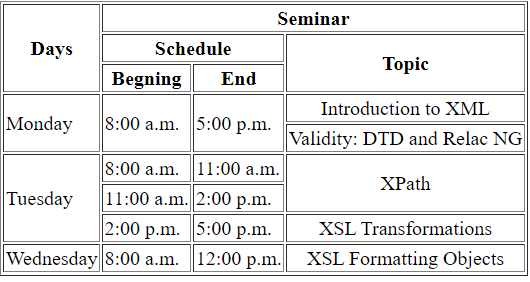 Days
Seminar
Schedule
Topic
Begning
End
Monday
8:00 a.m.
5:00 p.m.
Introduction to XML
Validity: DTD and Relac NG
Tuesday
8:00 a.m.
11:00 a.m.
XPath
11:00 a.m.
2:00 p.m.
2:00 p.m.
5:00 p.m.
XSL Transformations
Wednesday
8:00 a.m.
12:00 p.m.
XSL Formatting Objects